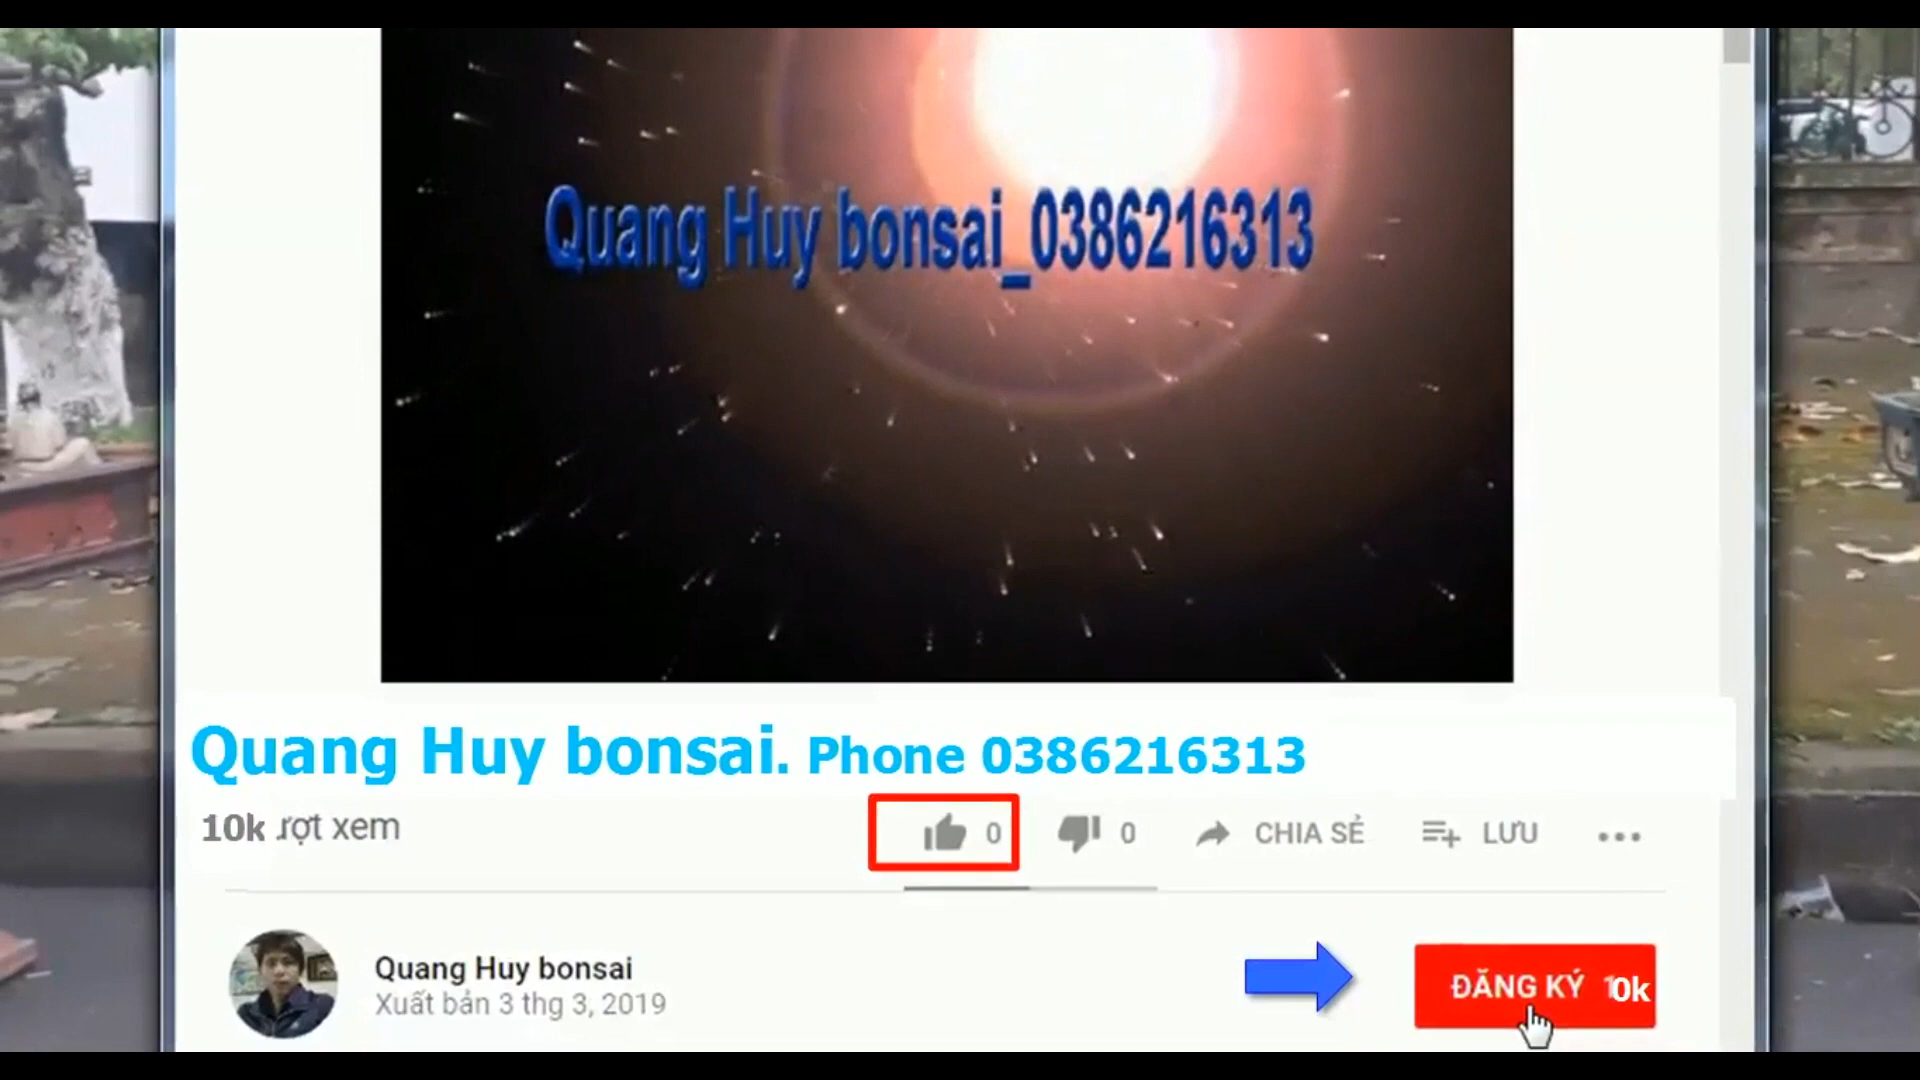 Quang Huy bonsai_0386216313
Quang Huy bonsai. Phone 0386216313
10k
xem
0
0
CHIA SẺ
LƯU
Quang Huy bonsai
Xuất bản 3 thg 3, 2019
ĐĂNG KÝ 10k